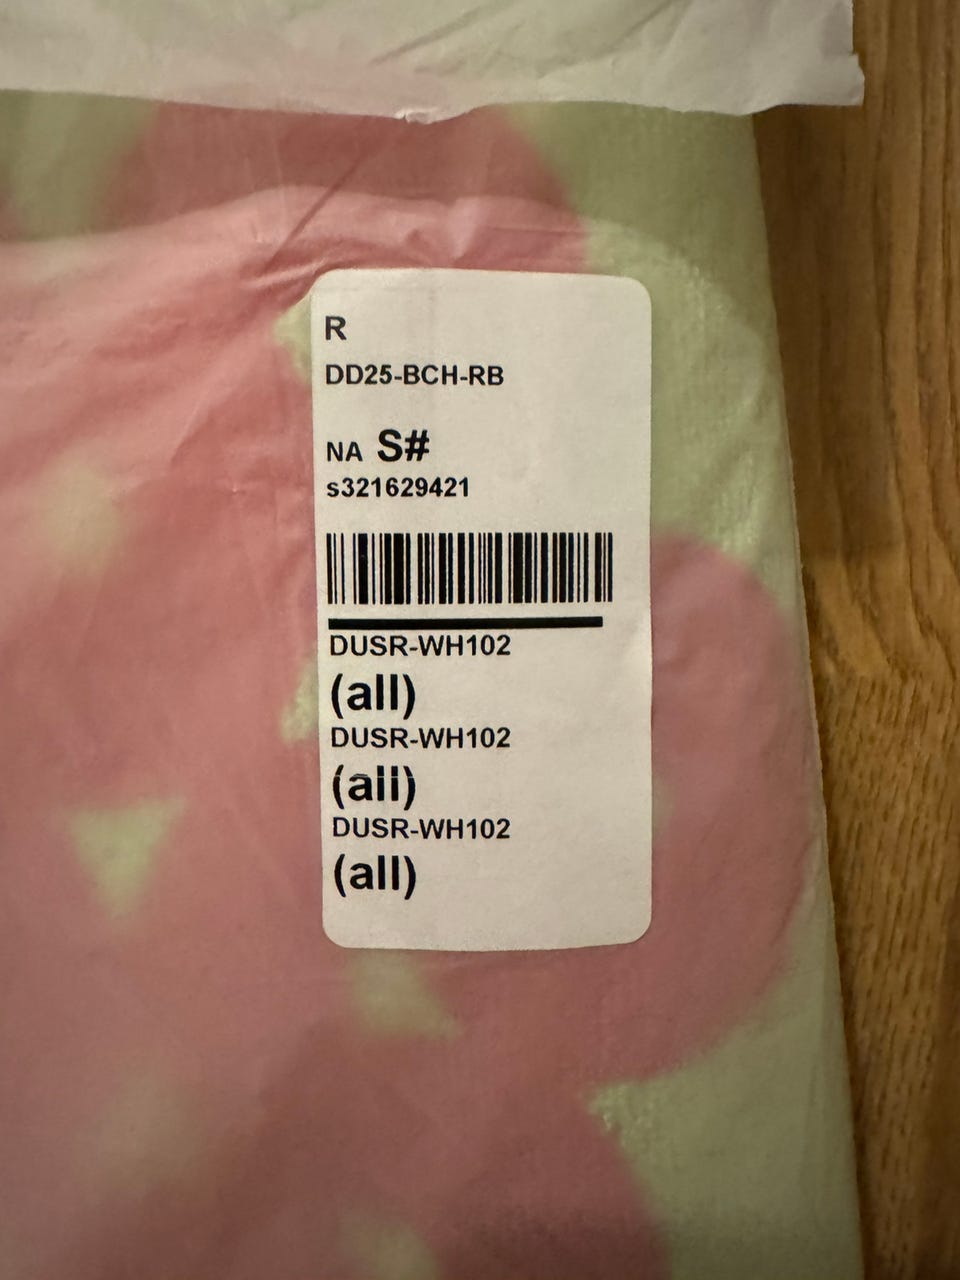 R
DD25-BCH-RB
NA S#
s321629421
DUSR-WH102
(all)
DUSR-WH102
(all)
DUSR-WH102
(all)